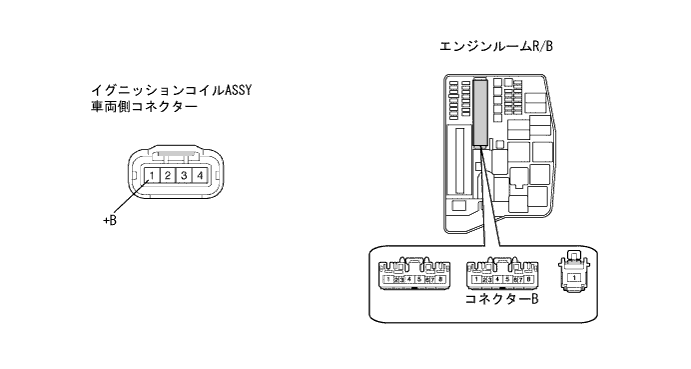 エンジンルームR/B
イグニッションコイルASSY
車両側コネクター
1 2 3 4
+B
1 2 3 4 5 6 7 8
1 2 3 4 5 6 7 8
1
コネクターB